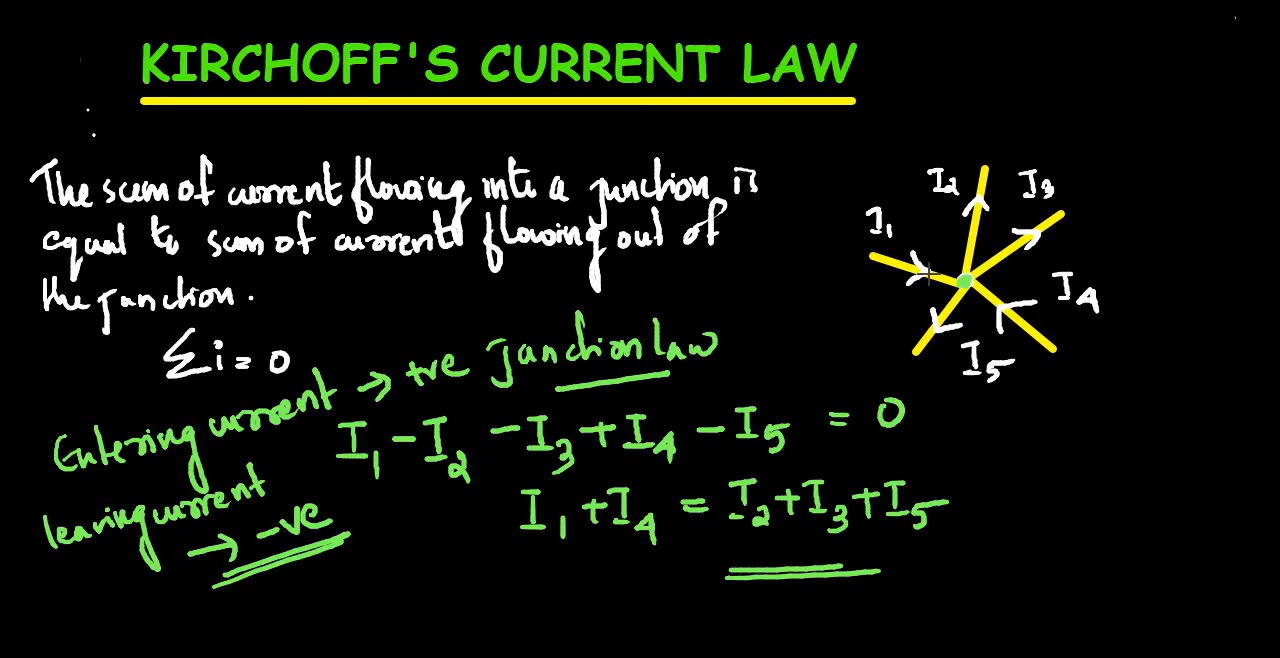 KIRCHOFF'S CURRENT LAW
The sum of current flowing into a junction is
equal to sum of currents flowing out of
the junction.
I1
I2
I3
I4
I5
∑i = 0
Entering current → +ve
Junction law
I1 - I2 - I3 + I4 - I5 = 0
leaving current
→ -ve
I1 + I4 = I2 + I3 + I5